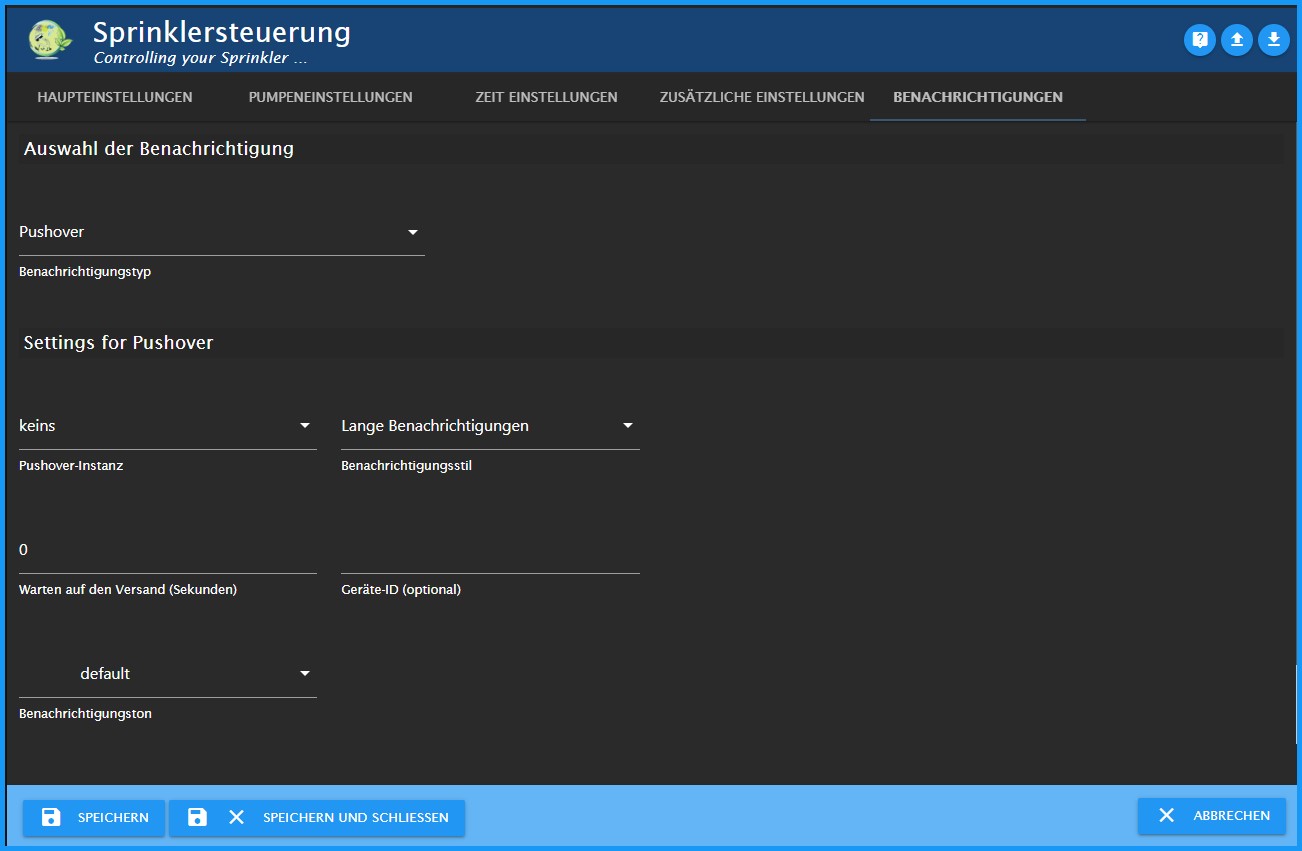 Sprinklersteuerung
Controlling your Sprinkler ...
HAUPTEINSTELLUNGEN PUMPENEINSTELLUNGEN ZEIT EINSTELLUNGEN ZUSÄTZLICHE EINSTELLUNGEN BENACHRICHTIGUNGEN
Auswahl der Benachrichtigung
Pushover
Benachrichtigungstyp
Settings for Pushover
keins Lange Benachrichtigungen
Pushover-Instanz Benachrichtigungsstil
0
Warten auf den Versand (Sekunden) Geräte-ID (optional)
default
Benachrichtigungston
SPEICHERN SPEICHERN UND SCHLIESSEN ABBRECHEN